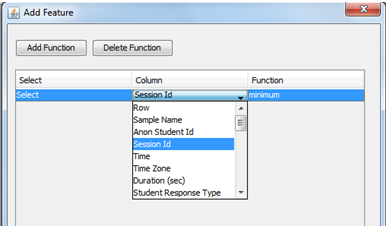 Add Feature
Add Function Delete Function
Select Column Function
Select Session Id minimum
Row
Sample Name
Anon Student Id
Session Id
Time
Time Zone
Duration (sec)
Student Response Type